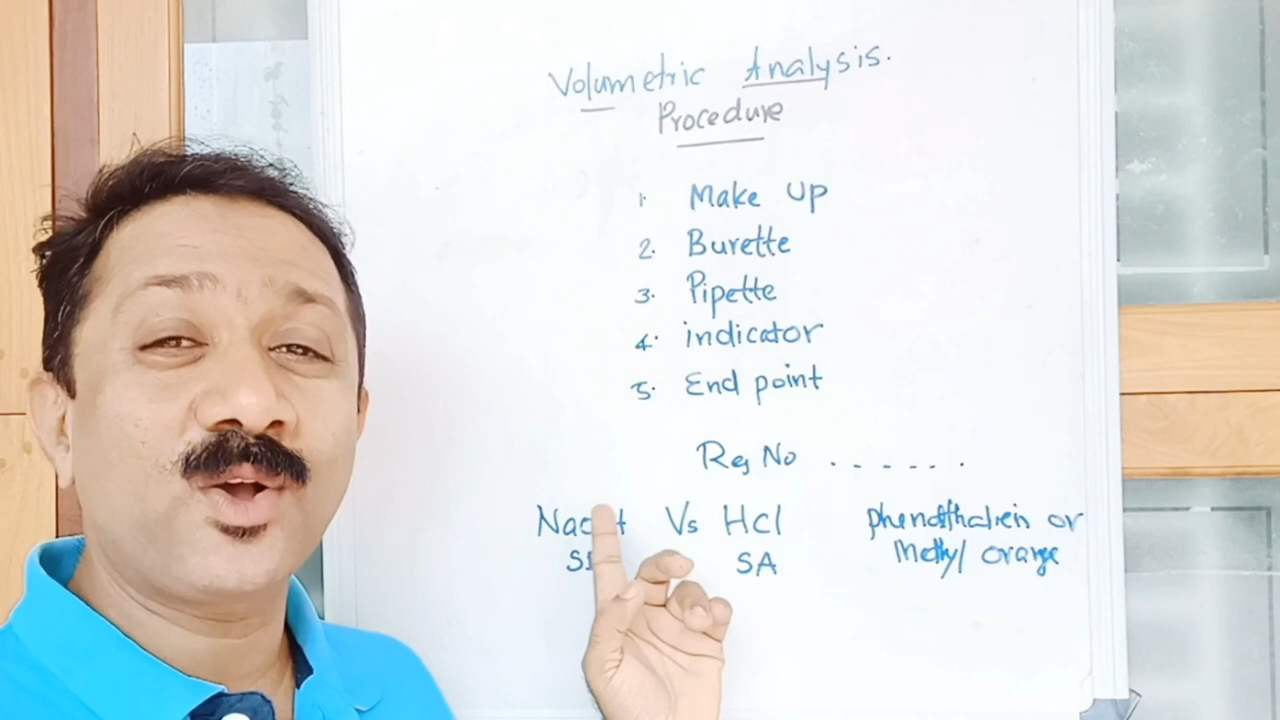 Volumetric Analysis.
Procedure
1. Make up
2. Burette
3. Pipette
4. indicator
5. End point
Reg No . - - - - .
Vs HCl phenolphthalein or
SA Methyl orange